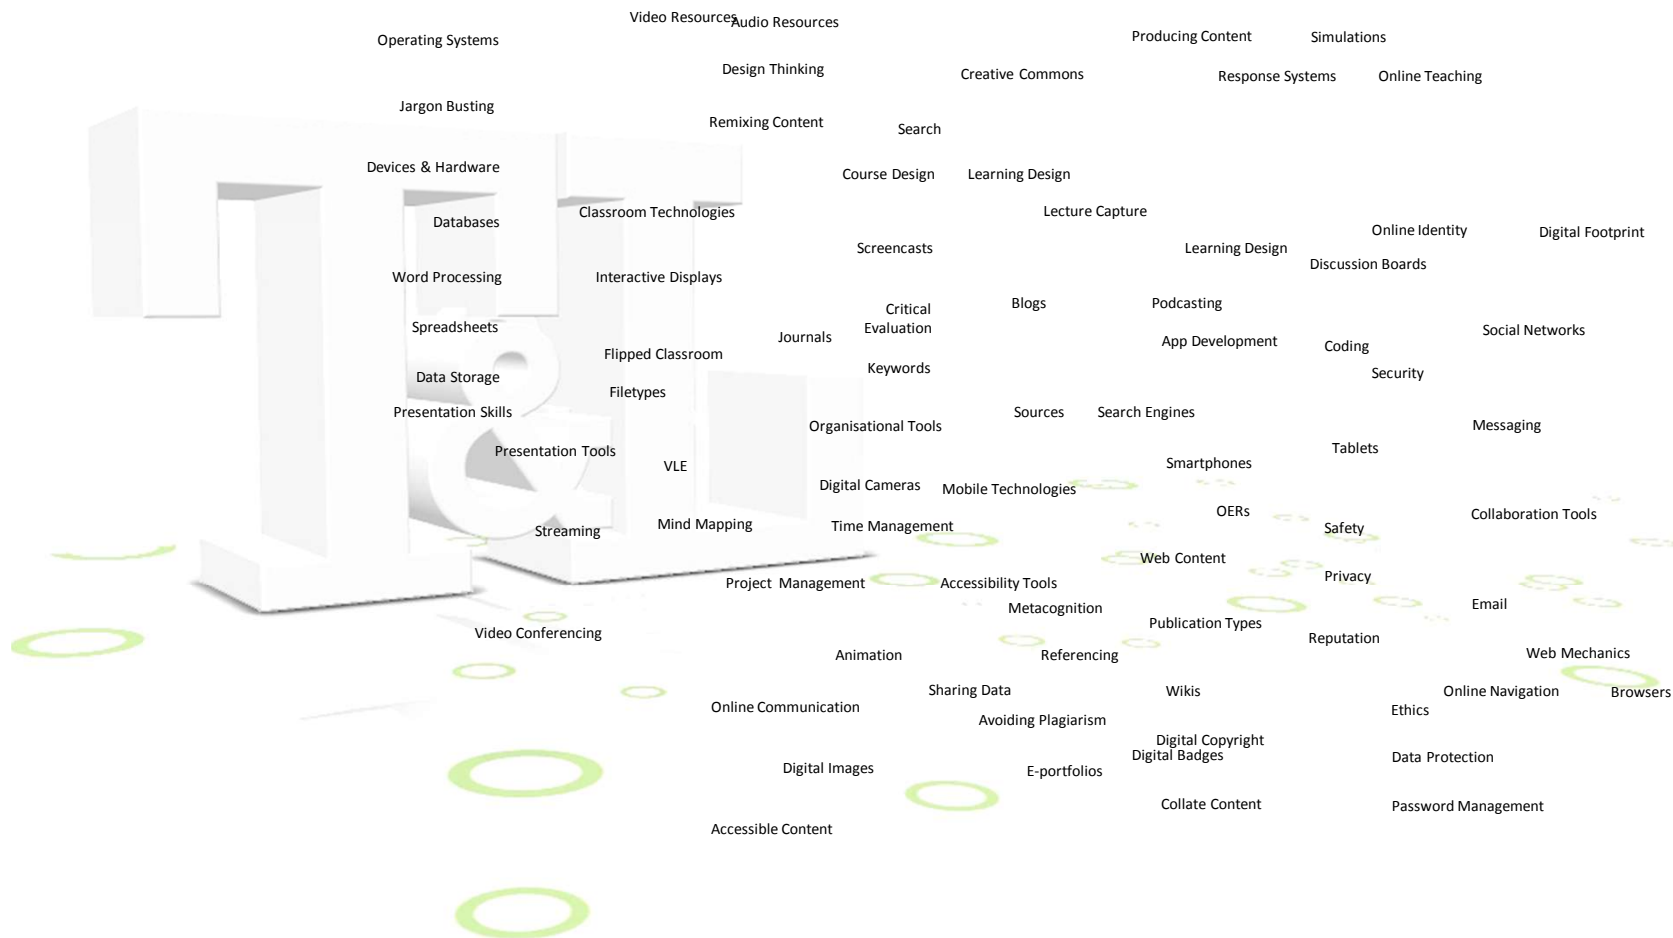 Video Resources
Audio Resources
Operating Systems
Producing Content
Simulations
Design Thinking
Creative Commons
Response Systems
Online Teaching
Jargon Busting
Remixing Content
Search
Devices & Hardware
Course Design
Learning Design
Databases
Classroom Technologies
Lecture Capture
Online Identity
Digital Footprint
Screencasts
Learning Design
Discussion Boards
Word Processing
Interactive Displays
Critical
Evaluation
Blogs
Podcasting
Spreadsheets
Journals
Social Networks
Flipped Classroom
App Development
Coding
Data Storage
Filetypes
Keywords
Security
Presentation Skills
Organisational Tools
Sources
Search Engines
Messaging
Presentation Tools
VLE
Smartphones
Tablets
Digital Cameras
Mobile Technologies
OERs
Collaboration Tools
Streaming
Mind Mapping
Time Management
Safety
Web Content
Project Management
Accessibility Tools
Privacy
Metacognition
Email
Video Conferencing
Publication Types
Reputation
Animation
Referencing
Web Mechanics
Sharing Data
Wikis
Online Navigation
Browsers
Online Communication
Avoiding Plagiarism
Ethics
Digital Copyright
Digital Badges
Data Protection
Digital Images
E-portfolios
Collate Content
Password Management
Accessible Content
T&L